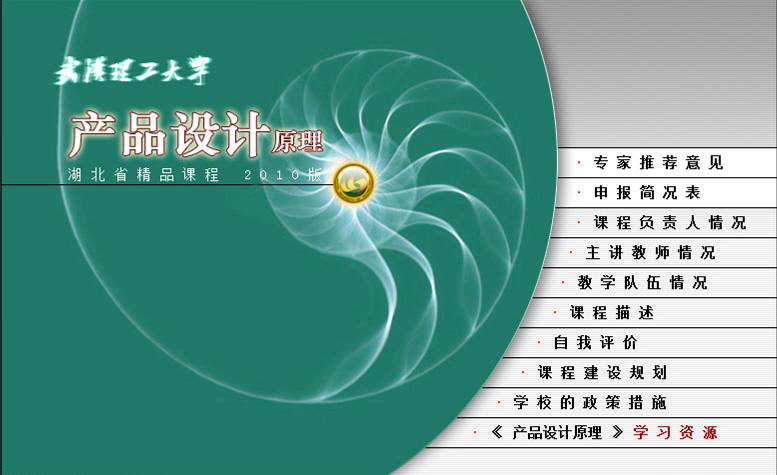 武汉理工大学
产品设计原理
湖北省精品课程 2010版
· 专家推荐意见
· 申报简况表
· 课程负责人情况
· 主讲教师情况
· 教学队伍情况
· 课程描述
· 自我评价
· 课程建设规划
· 学校的政策措施
· 《产品设计原理》学习资源